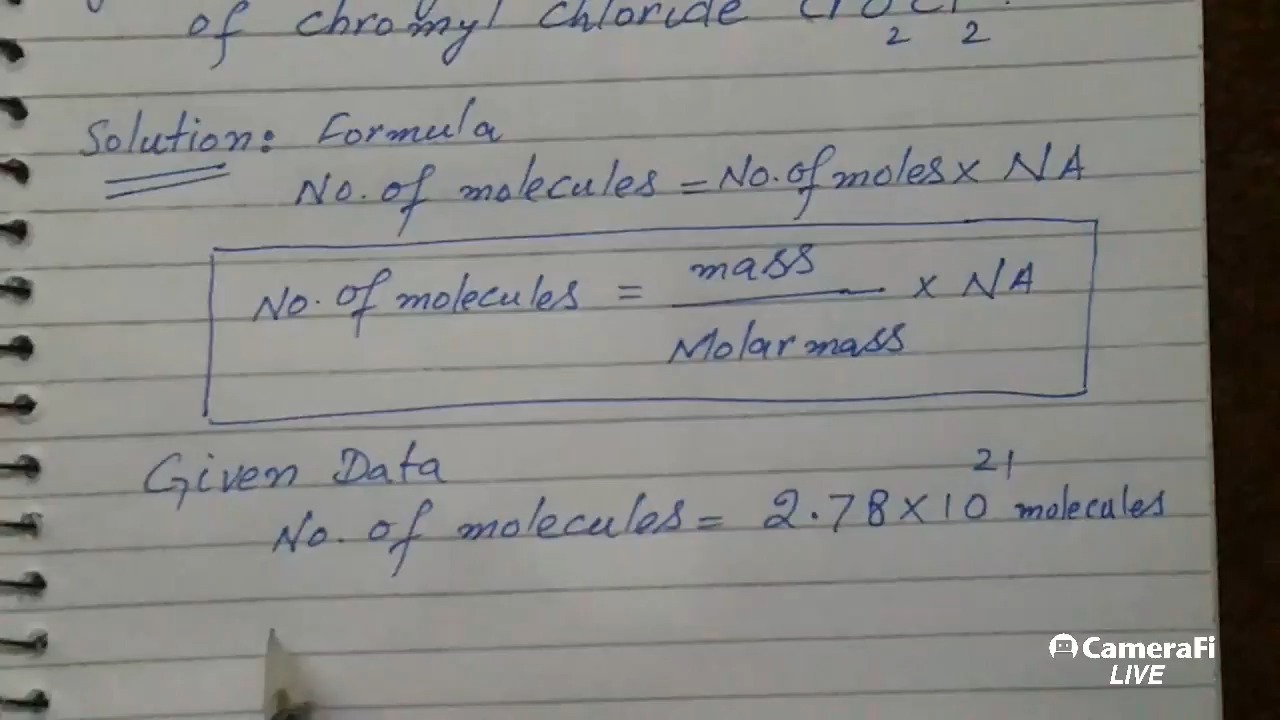 of chromyl chloride CrO2Cl2.
Solution: Formula
No. of molecules = No. of moles x NA
No. of molecules = mass / Molar mass x NA
Given Data
No. of molecules = 2.78 x 10^21 molecules
CameraFi
LIVE